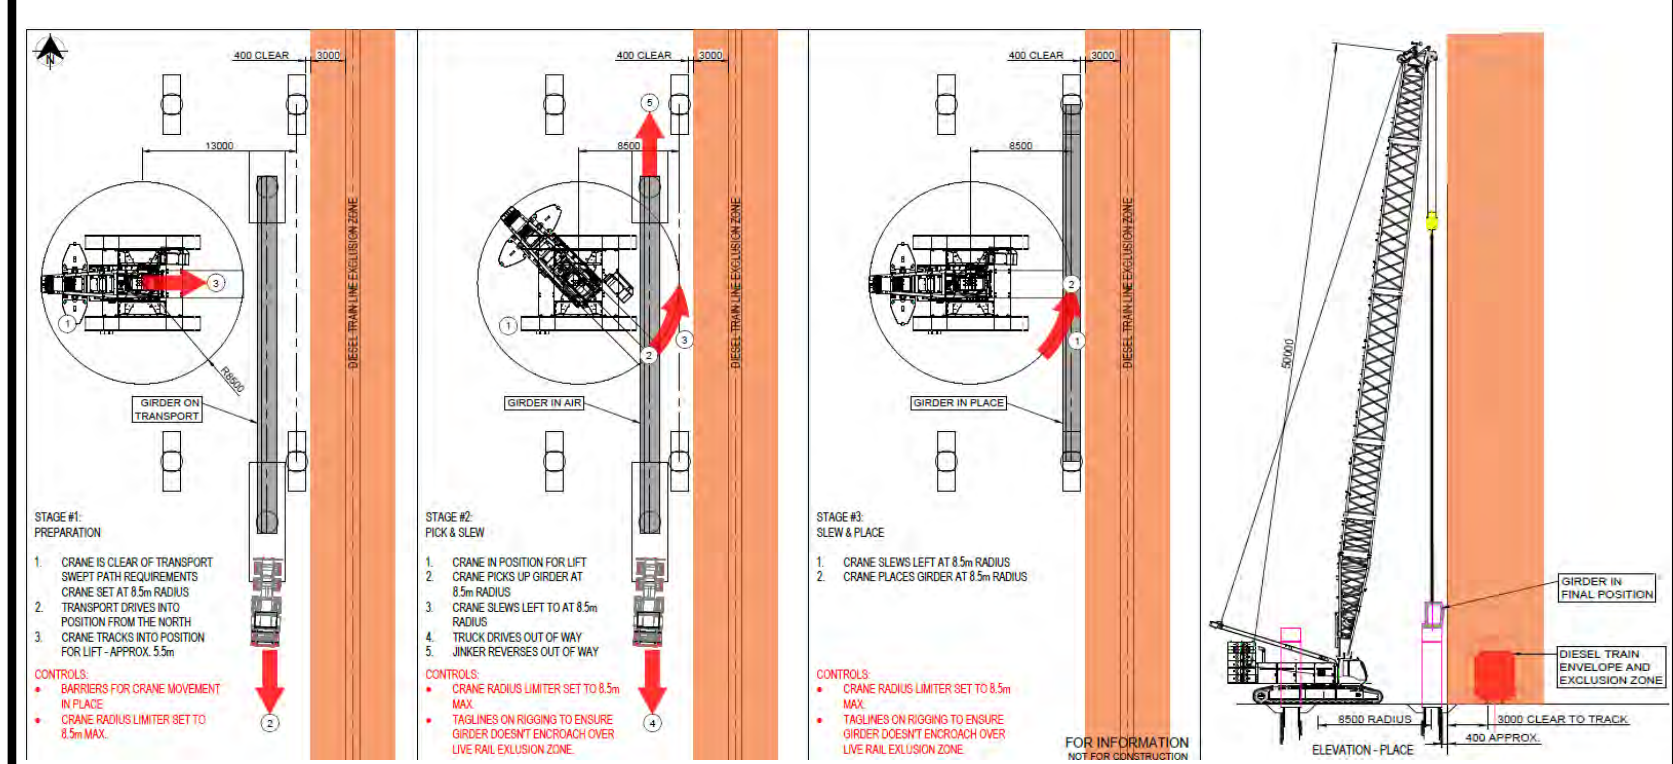 N
400 CLEAR
3000
13000
R8500
DIESEL TRAIN LINE EXCLUSION ZONE
1
3
GIRDER ON
TRANSPORT
STAGE #1:
PREPARATION
1. CRANE IS CLEAR OF TRANSPORT
SWEPT PATH REQUIREMENTS
CRANE SET AT 8.5m RADIUS
2. TRANSPORT DRIVES INTO
POSITION FROM THE NORTH
3. CRANE TRACKS INTO POSITION
FOR LIFT - APPROX. 5.5m
CONTROLS:
• BARRIERS FOR CRANE MOVEMENT
IN PLACE
• CRANE RADIUS LIMITER SET TO
8.5m MAX.
2
400 CLEAR
3000
5
8500
DIESEL TRAIN LINE EXCLUSION ZONE
1
2
3
GIRDER IN AIR
STAGE #2:
PICK & SLEW
1. CRANE IN POSITION FOR LIFT
2. CRANE PICKS UP GIRDER AT
8.5m RADIUS
3. CRANE SLEWS LEFT TO AT 8.5m
RADIUS
4. TRUCK DRIVES OUT OF WAY
5. JINKER REVERSES OUT OF WAY
CONTROLS:
• CRANE RADIUS LIMITER SET TO 8.5m
MAX.
• TAGLINES ON RIGGING TO ENSURE
GIRDER DOESN'T ENCROACH OVER
LIVE RAIL EXLUSION ZONE.
4
400 CLEAR
3000
8500
DIESEL TRAIN LINE EXCLUSION ZONE
2
1
GIRDER IN PLACE
STAGE #3:
SLEW & PLACE
1. CRANE SLEWS LEFT AT 8.5m RADIUS
2. CRANE PLACES GIRDER AT 8.5m RADIUS
CONTROLS:
• CRANE RADIUS LIMITER SET TO 8.5m
MAX.
• TAGLINES ON RIGGING TO ENSURE
GIRDER DOESN'T ENCROACH OVER
LIVE RAIL EXLUSION ZONE
FOR INFORMATION
NOT FOR CONSTRUCTION
50000
GIRDER IN
FINAL POSITION
DIESEL TRAIN
ENVELOPE AND
EXCLUSION ZONE
8500 RADIUS
3000 CLEAR TO TRACK
400 APPROX.
ELEVATION - PLACE